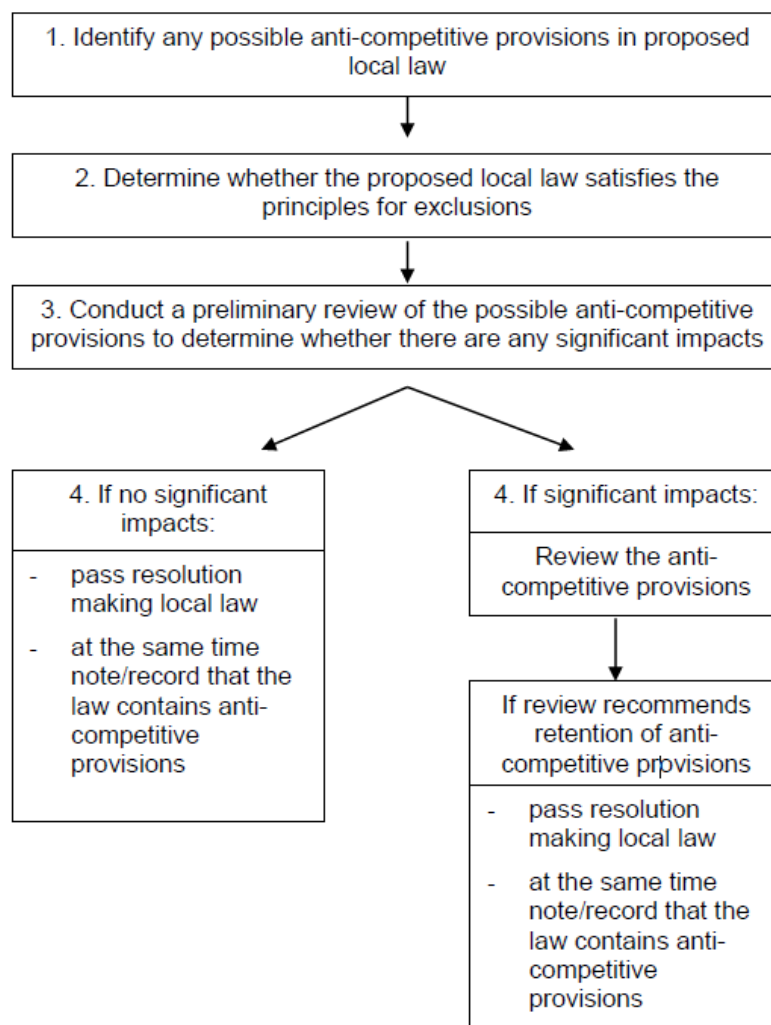 1. Identify any possible anti-competitive provisions in proposed
local law
2. Determine whether the proposed local law satisfies the
principles for exclusions
3. Conduct a preliminary review of the possible anti-competitive
provisions to determine whether there are any significant impacts
4. If no significant
impacts:
- pass resolution
making local law
- at the same time
note/record that the
law contains anti-
competitive
provisions
4. If significant impacts:
Review the anti-
competitive provisions
If review recommends
retention of anti-
competitive provisions
- pass resolution
making local law
- at the same time
note/record that the
law contains anti-
competitive
provisions